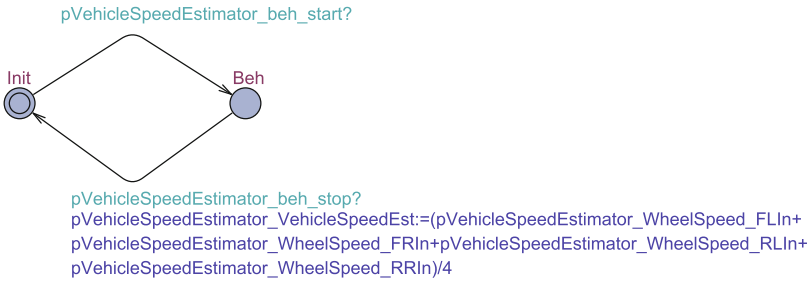 pVehicleSpeedEstimator_beh_start?
Init
Beh
pVehicleSpeedEstimator_beh_stop?
pVehicleSpeedEstimator_VehicleSpeedEst:=(pVehicleSpeedEstimator_WheelSpeed_FLIn+
pVehicleSpeedEstimator_WheelSpeed_FRIn+pVehicleSpeedEstimator_WheelSpeed_RLIn+
pVehicleSpeedEstimator_WheelSpeed_RRIn)/4